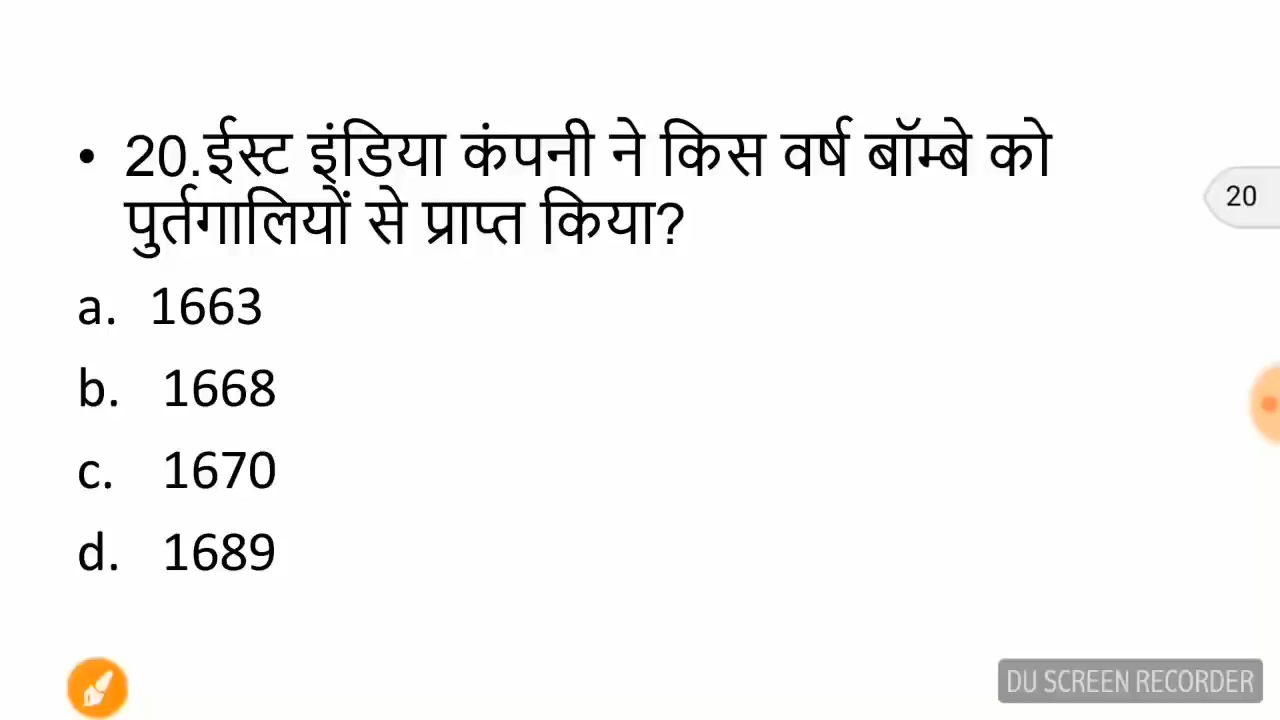 • 20.ईस्ट इंडिया कंपनी ने किस वर्ष बॉम्बे को
पुर्तगालियों से प्राप्त किया?
20
a. 1663
b. 1668
c. 1670
d. 1689
DU SCREEN RECORDER